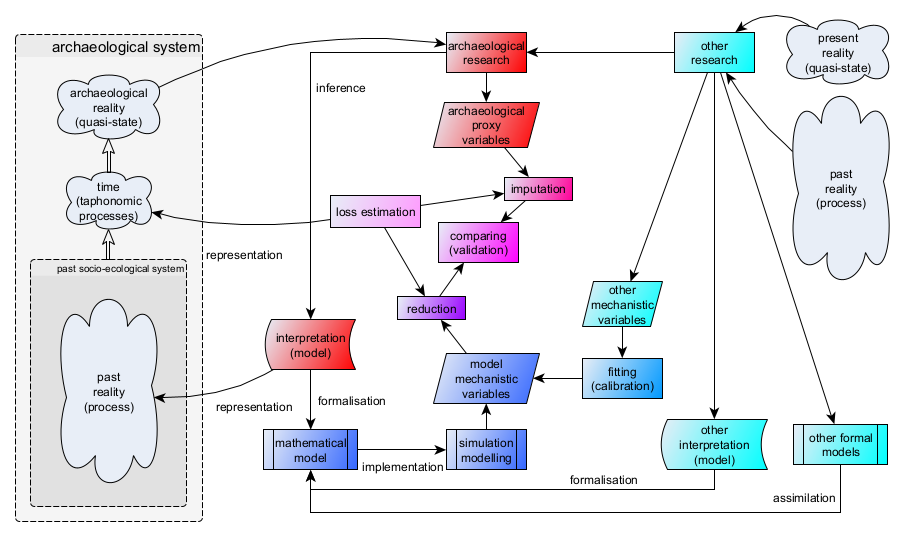 archaeological system
archaeological
reality
(quasi-state)
time
(taphonomic
processes)
past socio-ecological system
past
reality
(process)
representation
representation
inference
archaeological
research
archaeological
proxy
variables
imputation
loss estimation
comparing
(validation)
reduction
interpretation
(model)
formalisation
mathematical
model
implementation
simulation
modelling
model
mechanistic
variables
fitting
(calibration)
other
mechanistic
variables
other
research
present
reality
(quasi-state)
past
reality
(process)
other
interpretation
(model)
other formal
models
formalisation
assimilation